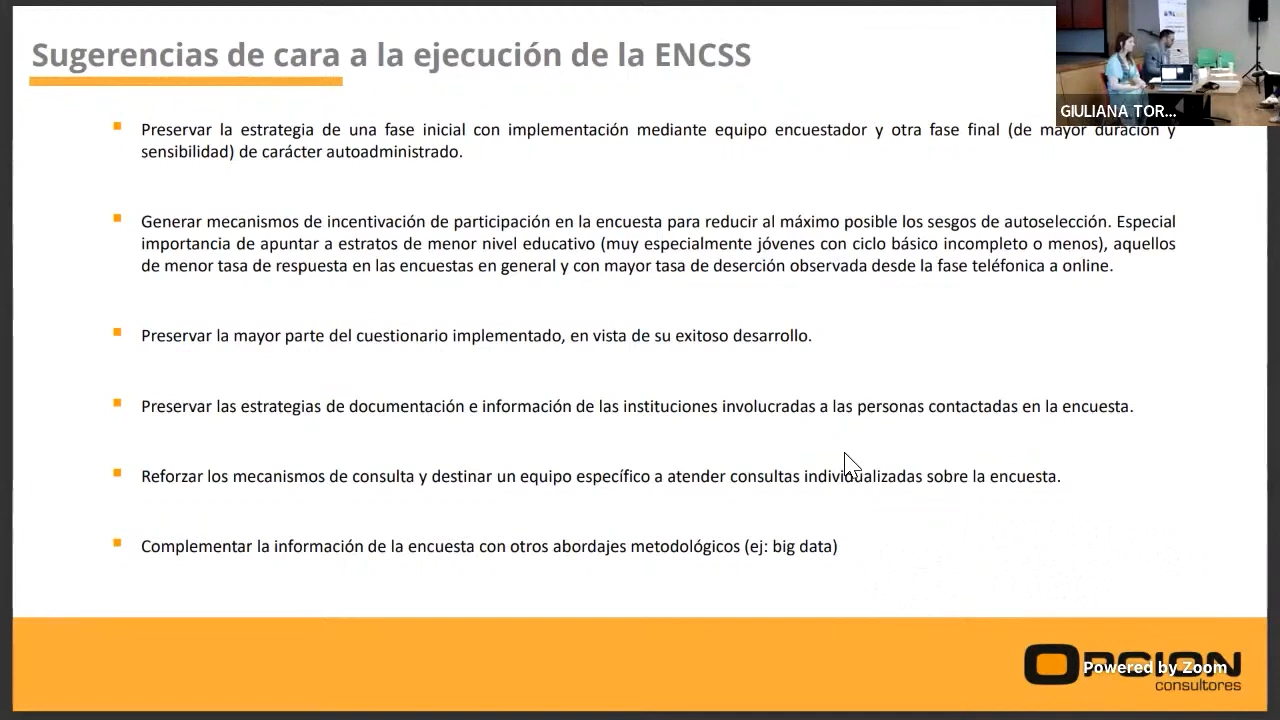 Sugerencias de cara a la ejecución de la ENCSS
GIULIANA TOR...
Preservar la estrategia de una fase inicial con implementación mediante equipo encuestador y otra fase final (de mayor duración y
sensibilidad) de carácter autoadministrado.
Generar mecanismos de incentivación de participación en la encuesta para reducir al máximo posible los sesgos de autoselección. Especial
importancia de apuntar a estratos de menor nivel educativo (muy especialmente jóvenes con ciclo básico incompleto o menos), aquellos
de menor tasa de respuesta en las encuestas en general y con mayor tasa de deserción observada desde la fase teléfonica a online.
Preservar la mayor parte del cuestionario implementado, en vista de su exitoso desarrollo.
Preservar las estrategias de documentación e información de las instituciones involucradas a las personas contactadas en la encuesta.
Reforzar los mecanismos de consulta y destinar un equipo específico a atender consultas individualizadas sobre la encuesta.
Complementar la información de la encuesta con otros abordajes metodológicos (ej: big data)
OPCION
Powered by Zoom
consultores